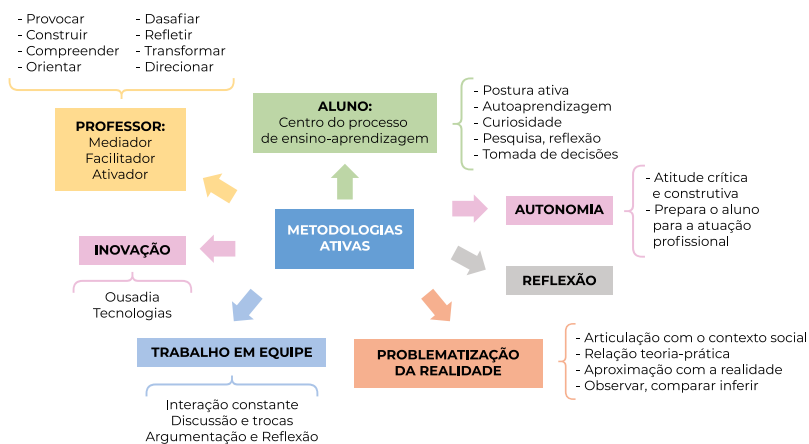 - Provocar
- Construir
- Compreender
- Orientar
- Dasafiar
- Refletir
- Transformar
- Direcionar
PROFESSOR:
Mediador
Facilitador
Ativador
ALUNO:
Centro do processo
de ensino-aprendizagem
- Postura ativa
- Autoaprendizagem
- Curiosidade
- Pesquisa, reflexão
- Tomada de decisões
METODOLOGIAS
ATIVAS
AUTONOMIA
- Atitude crítica
e construtiva
- Prepara o aluno
para a atuação
profissional
INOVAÇÃO
Ousadia
Tecnologias
REFLEXÃO
TRABALHO EM EQUIPE
Interação constante
Discussão e trocas
Argumentação e Reflexão
PROBLEMATIZAÇÃO
DA REALIDADE
- Articulação com o contexto social
- Relação teoria-prática
- Aproximação com a realidade
- Observar, comparar inferir